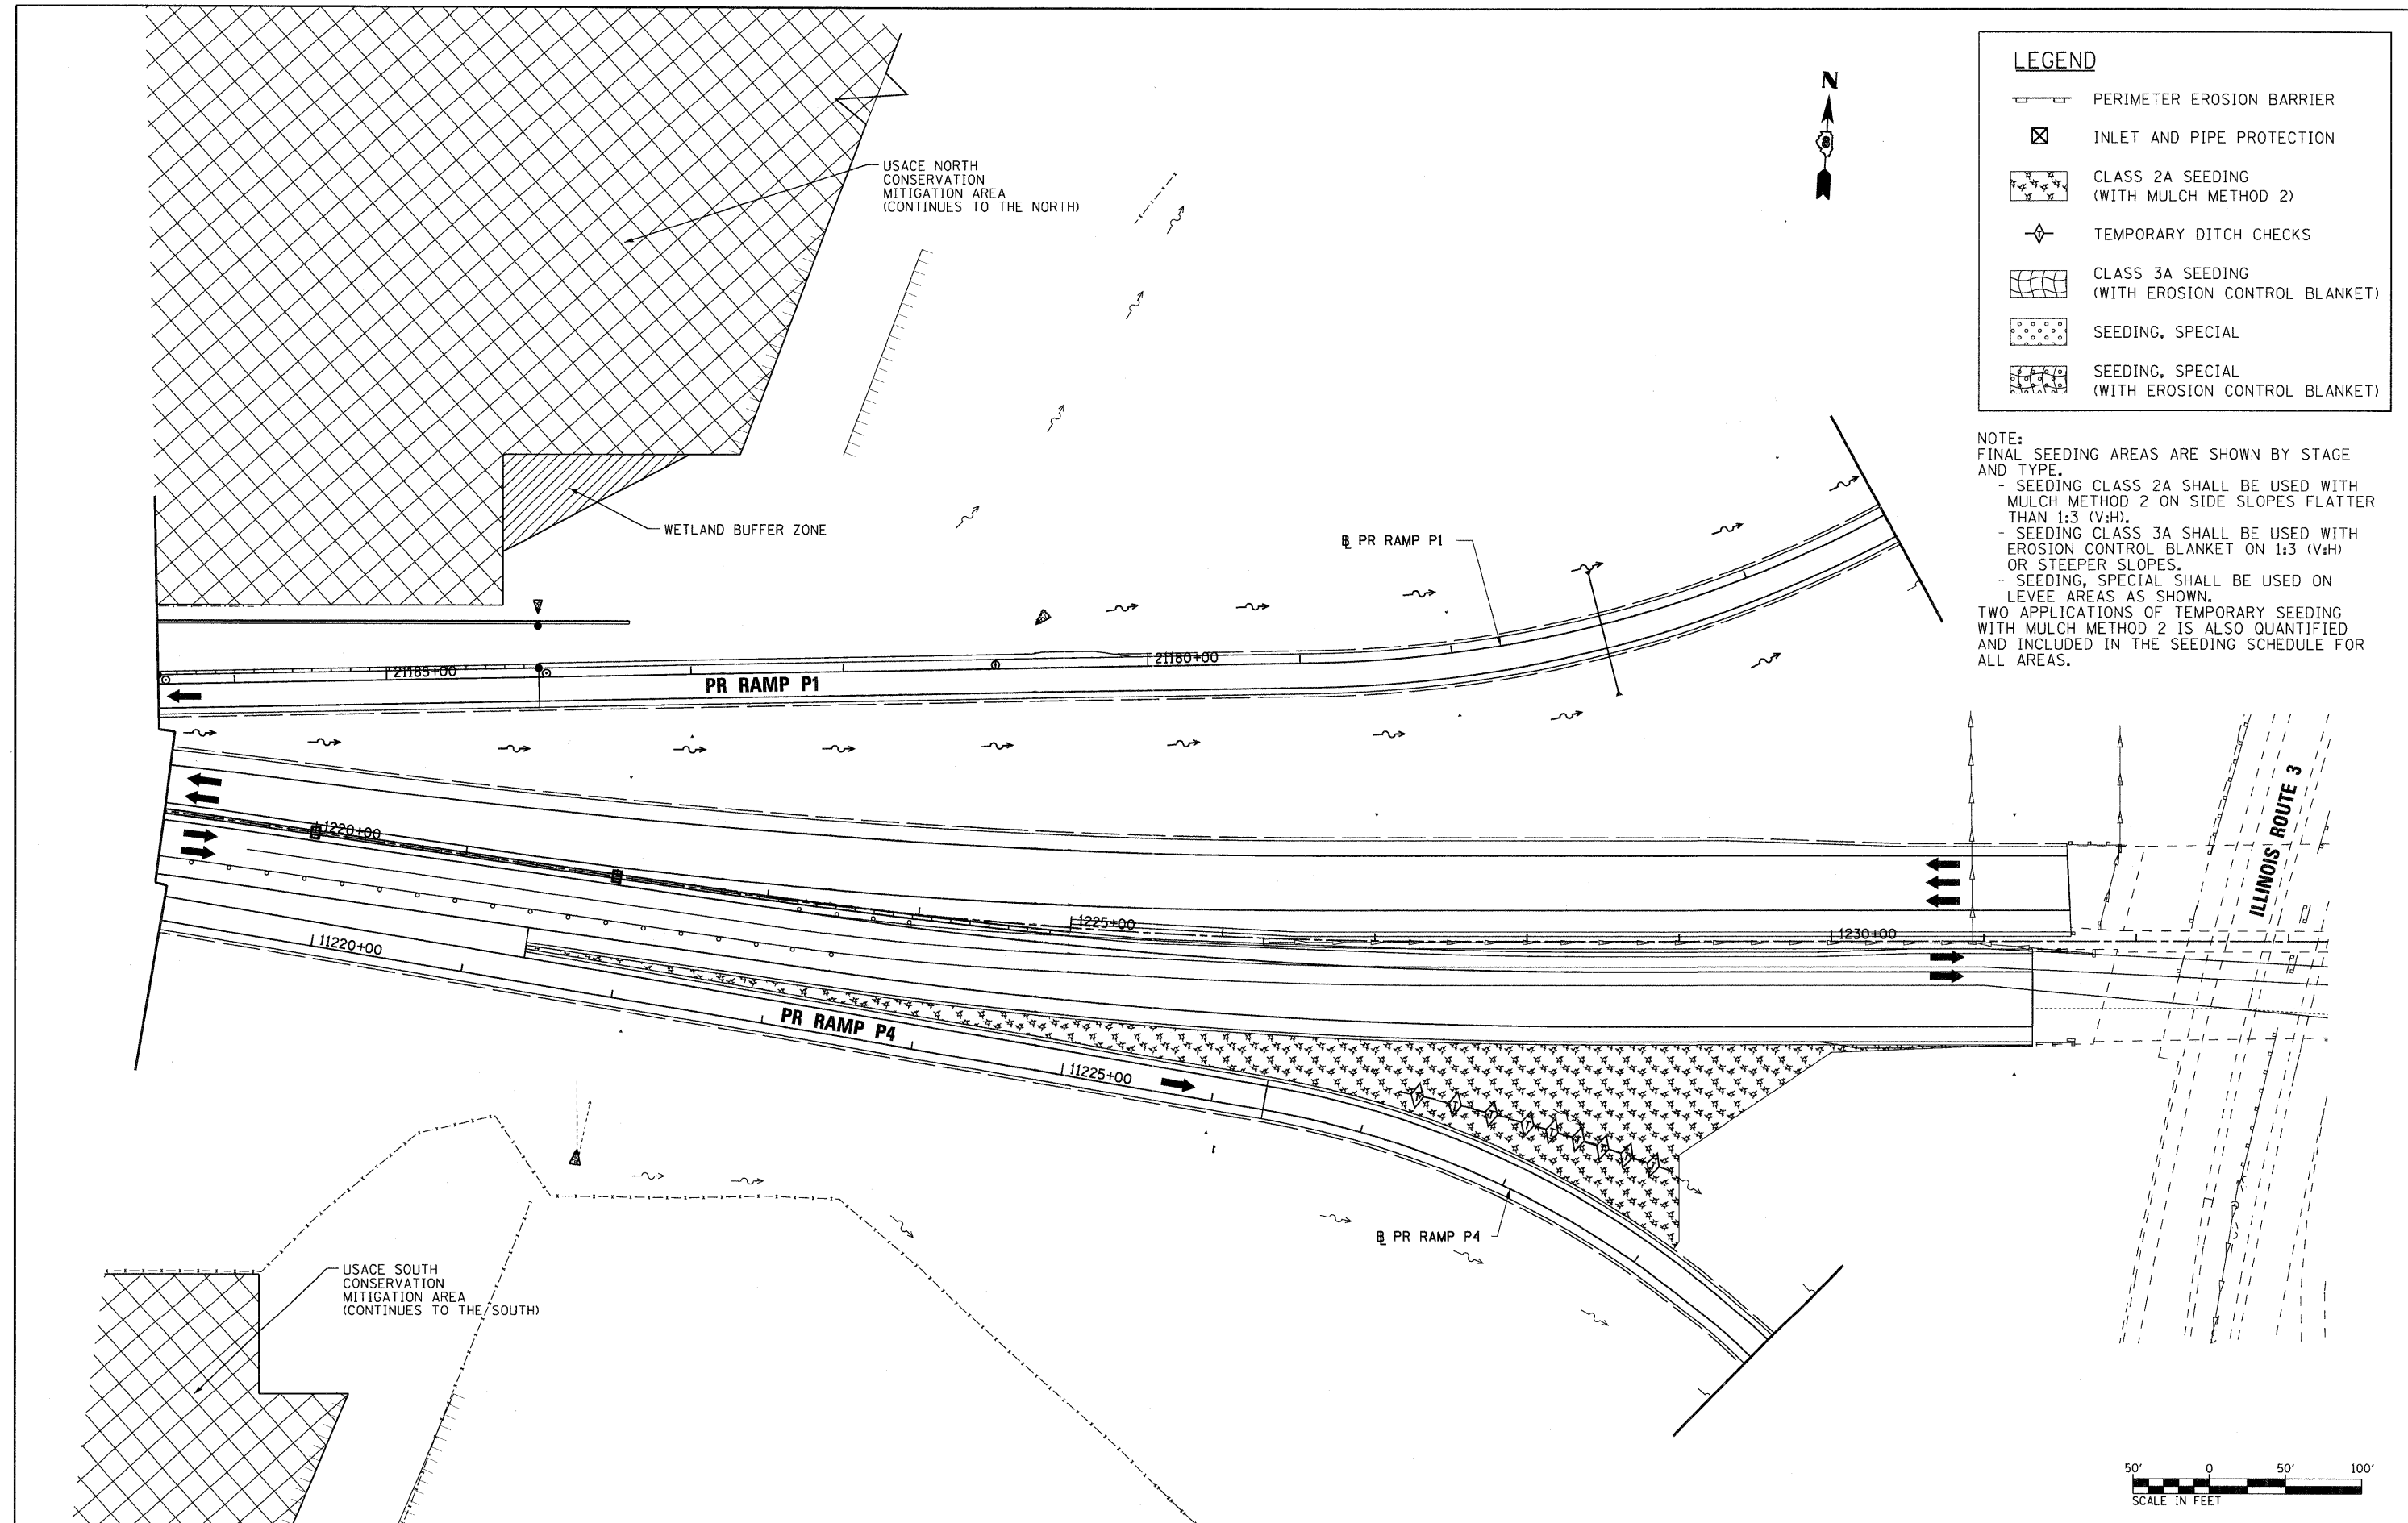 LEGEND
PERIMETER EROSION BARRIER
INLET AND PIPE PROTECTION
CLASS 2A SEEDING
(WITH MULCH METHOD 2)
TEMPORARY DITCH CHECKS
CLASS 3A SEEDING
(WITH EROSION CONTROL BLANKET)
SEEDING, SPECIAL
SEEDING, SPECIAL
(WITH EROSION CONTROL BLANKET)
N
USACE NORTH
CONSERVATION
MITIGATION AREA
(CONTINUES TO THE NORTH)
NOTE:
FINAL SEEDING AREAS ARE SHOWN BY STAGE
AND TYPE.
- SEEDING CLASS 2A SHALL BE USED WITH
MULCH METHOD 2 ON SIDE SLOPES FLATTER
THAN 1:3 (V:H).
- SEEDING CLASS 3A SHALL BE USED WITH
EROSION CONTROL BLANKET ON 1:3 (V:H)
OR STEEPER SLOPES.
- SEEDING, SPECIAL SHALL BE USED ON
LEVEE AREAS AS SHOWN.
TWO APPLICATIONS OF TEMPORARY SEEDING
WITH MULCH METHOD 2 IS ALSO QUANTIFIED
AND INCLUDED IN THE SEEDING SCHEDULE FOR
ALL AREAS.
WETLAND BUFFER ZONE
℄ PR RAMP P1
21185+00
21180+00
PR RAMP P1
1220+00
1225+00
1230+00
ILLINOIS ROUTE 3
11220+00
PR RAMP P4
11225+00
℄ PR RAMP P4
USACE SOUTH
CONSERVATION
MITIGATION AREA
(CONTINUES TO THE SOUTH)
50' 0 50' 100'
SCALE IN FEET